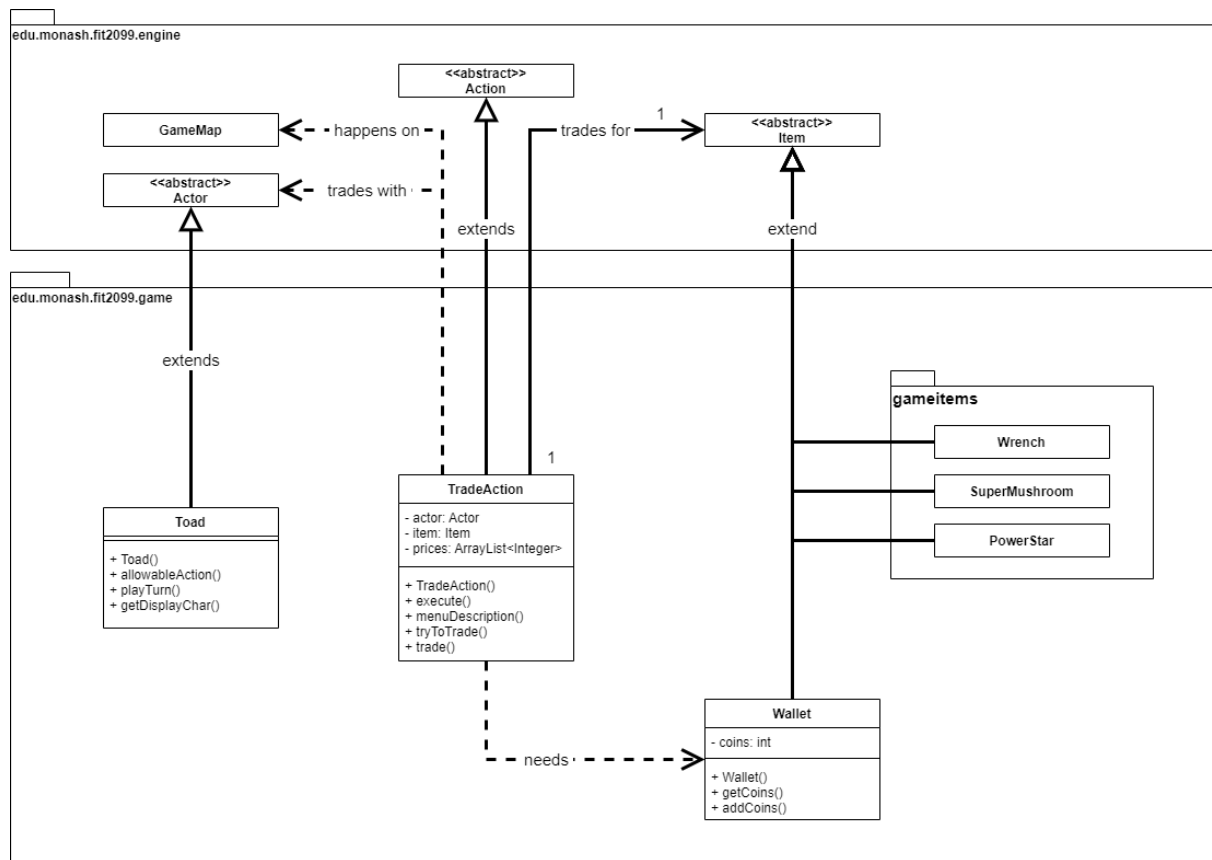 edu.monash.fit2099.engine
<<abstract>>
Action
GameMap
happens on
trades for
1
<<abstract>>
Item
<<abstract>>
Actor
trades with
extends
extend
edu.monash.fit2099.game
extends
gameitems
Wrench
SuperMushroom
PowerStar
1
TradeAction
- actor: Actor
- item: Item
- prices: ArrayList<Integer>
+ TradeAction()
+ execute()
+ menuDescription()
+ tryToTrade()
+ trade()
Toad
+ Toad()
+ allowableAction()
+ playTurn()
+ getDisplayChar()
needs
Wallet
- coins: int
+ Wallet()
+ getCoins()
+ addCoins()